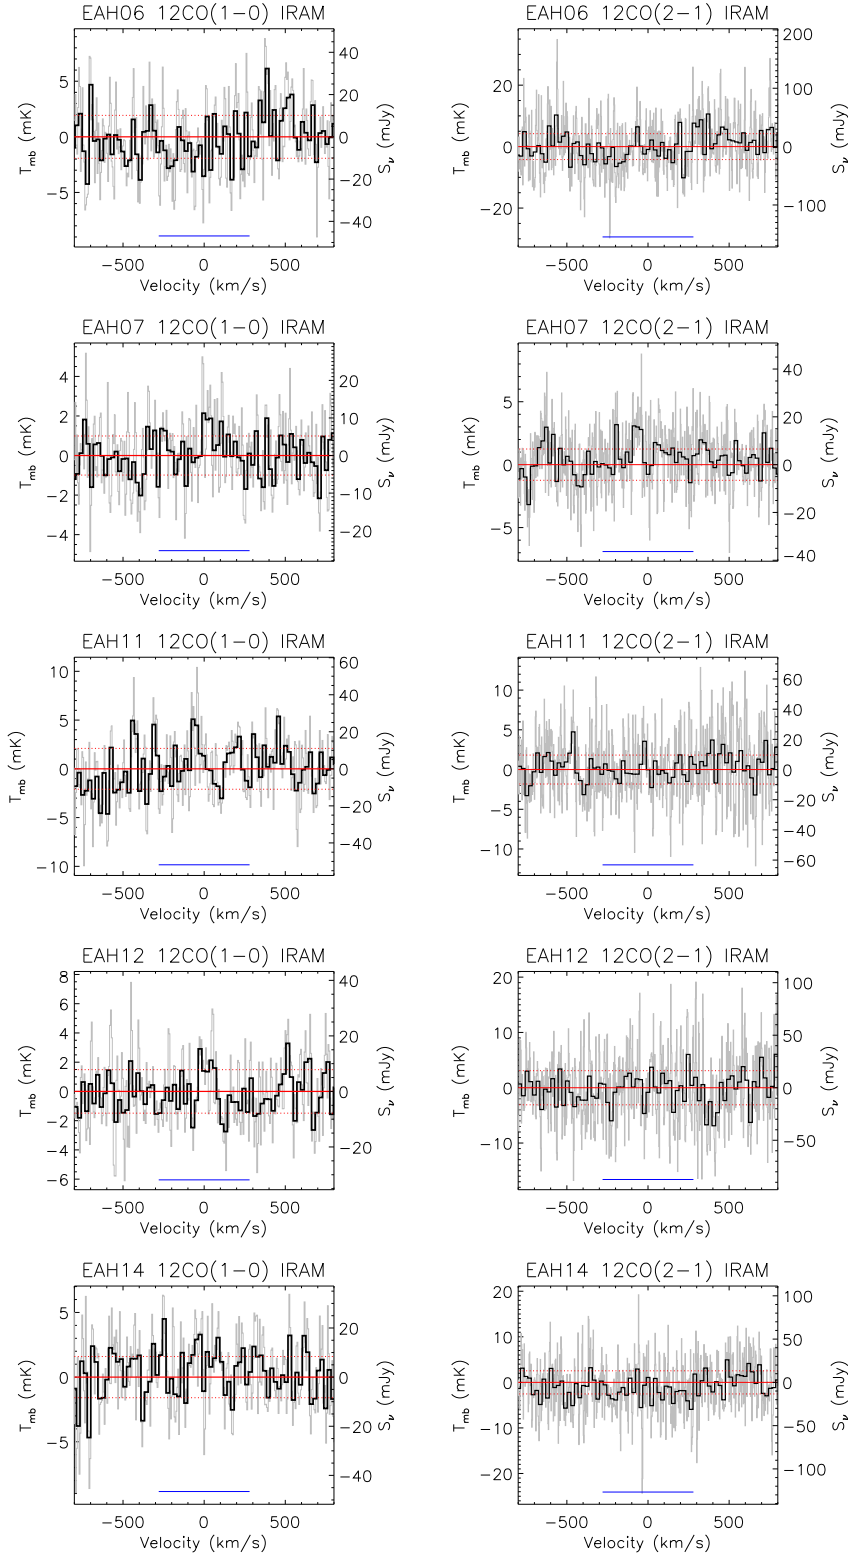 EAH06 12CO(1−0) IRAM
T_mb (mK)
5
0
−5
40
20
0
−20
−40
S_ν (mJy)
−500 0 500
Velocity (km/s)
EAH06 12CO(2−1) IRAM
T_mb (mK)
20
0
−20
200
100
0
−100
S_ν (mJy)
−500 0 500
Velocity (km/s)
EAH07 12CO(1−0) IRAM
T_mb (mK)
4
2
0
−2
−4
20
10
0
−10
−20
S_ν (mJy)
−500 0 500
Velocity (km/s)
EAH07 12CO(2−1) IRAM
T_mb (mK)
5
0
−5
40
20
0
−20
−40
S_ν (mJy)
−500 0 500
Velocity (km/s)
EAH11 12CO(1−0) IRAM
T_mb (mK)
10
5
0
−5
−10
60
40
20
0
−20
−40
S_ν (mJy)
−500 0 500
Velocity (km/s)
EAH11 12CO(2−1) IRAM
T_mb (mK)
10
5
0
−5
−10
60
40
20
0
−20
−40
−60
S_ν (mJy)
−500 0 500
Velocity (km/s)
EAH12 12CO(1−0) IRAM
T_mb (mK)
8
6
4
2
0
−2
−4
−6
40
20
0
−20
S_ν (mJy)
−500 0 500
Velocity (km/s)
EAH12 12CO(2−1) IRAM
T_mb (mK)
20
10
0
−10
100
50
0
−50
S_ν (mJy)
−500 0 500
Velocity (km/s)
EAH14 12CO(1−0) IRAM
T_mb (mK)
5
0
−5
20
0
−20
−40
S_ν (mJy)
−500 0 500
Velocity (km/s)
EAH14 12CO(2−1) IRAM
T_mb (mK)
20
10
0
−10
−20
100
50
0
−50
−100
S_ν (mJy)
−500 0 500
Velocity (km/s)